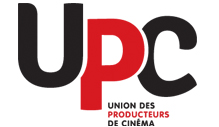 UPC
UNION DES
PRODUCTEURS
DE CINÉMA